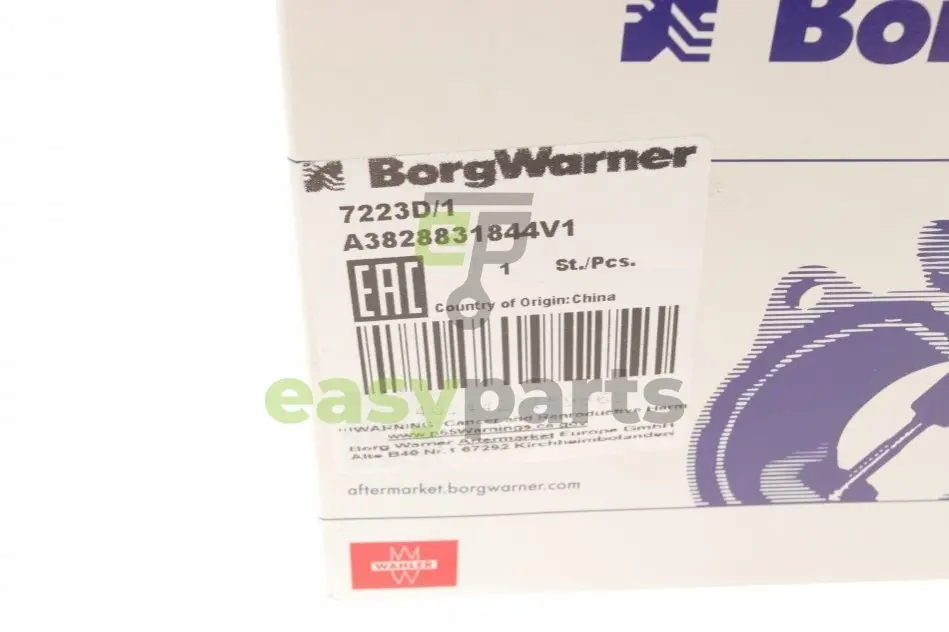 Bor
BorgWarner
7223D/1
A3828831844V1
EAC
1 St./Pcs.
Country of Origin: China
easyparts
!!!WARNING: Cancer and Reproductive Harm
www.p65Warnings.ca.gov
Borg Warner Aftermarket Europe GmbH
Alte B40 Nr.1 67292 Kirchheimbolanden
aftermarket.borgwarner.com
WAHLER